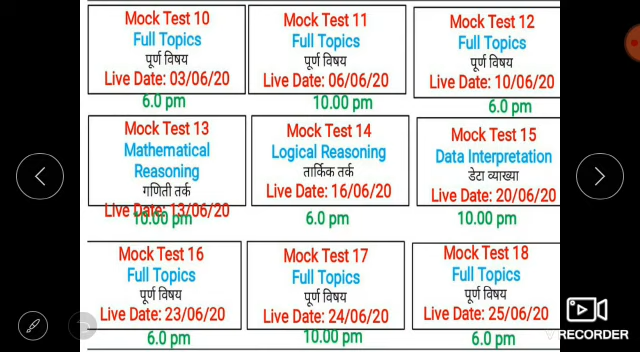 Mock Test 10
Full Topics
पूर्ण विषय
Live Date: 03/06/20
6.0 pm
Mock Test 11
Full Topics
पूर्ण विषय
Live Date: 06/06/20
10.00 pm
Mock Test 12
Full Topics
पूर्ण विषय
Live Date: 10/06/20
6.0 pm
Mock Test 13
Mathematical
Reasoning
गणिती तर्क
Live Date: 13/06/20
10.00 pm
Mock Test 14
Logical Reasoning
तार्किक तर्क
Live Date: 16/06/20
6.0 pm
Mock Test 15
Data Interpretation
डेटा व्याख्या
Live Date: 20/06/20
10.00 pm
Mock Test 16
Full Topics
पूर्ण विषय
Live Date: 23/06/20
6.0 pm
Mock Test 17
Full Topics
पूर्ण विषय
Live Date: 24/06/20
10.00 pm
Mock Test 18
Full Topics
पूर्ण विषय
Live Date: 25/06/20
6.0 pm
VRECORDER